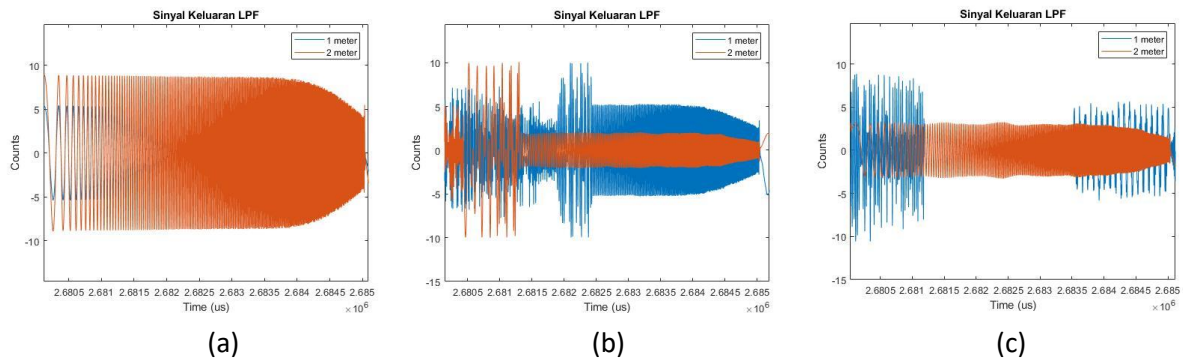 Sinyal Keluaran LPF
1 meter
2 meter
10
5
0
-5
-10
Counts
2.6805 2.681 2.6815 2.682 2.6825 2.683 2.6835 2.684 2.6845 2.685
Time (us)
×10⁶
(a)
Sinyal Keluaran LPF
1 meter
2 meter
10
5
0
-5
-10
-15
Counts
2.6805 2.681 2.6815 2.682 2.6825 2.683 2.6835 2.684 2.6845 2.685
Time (us)
×10⁶
(b)
Sinyal Keluaran LPF
1 meter
2 meter
10
5
0
-5
-10
-15
Counts
2.6805 2.681 2.6815 2.682 2.6825 2.683 2.6835 2.684 2.6845 2.685
Time (us)
×10⁶
(c)